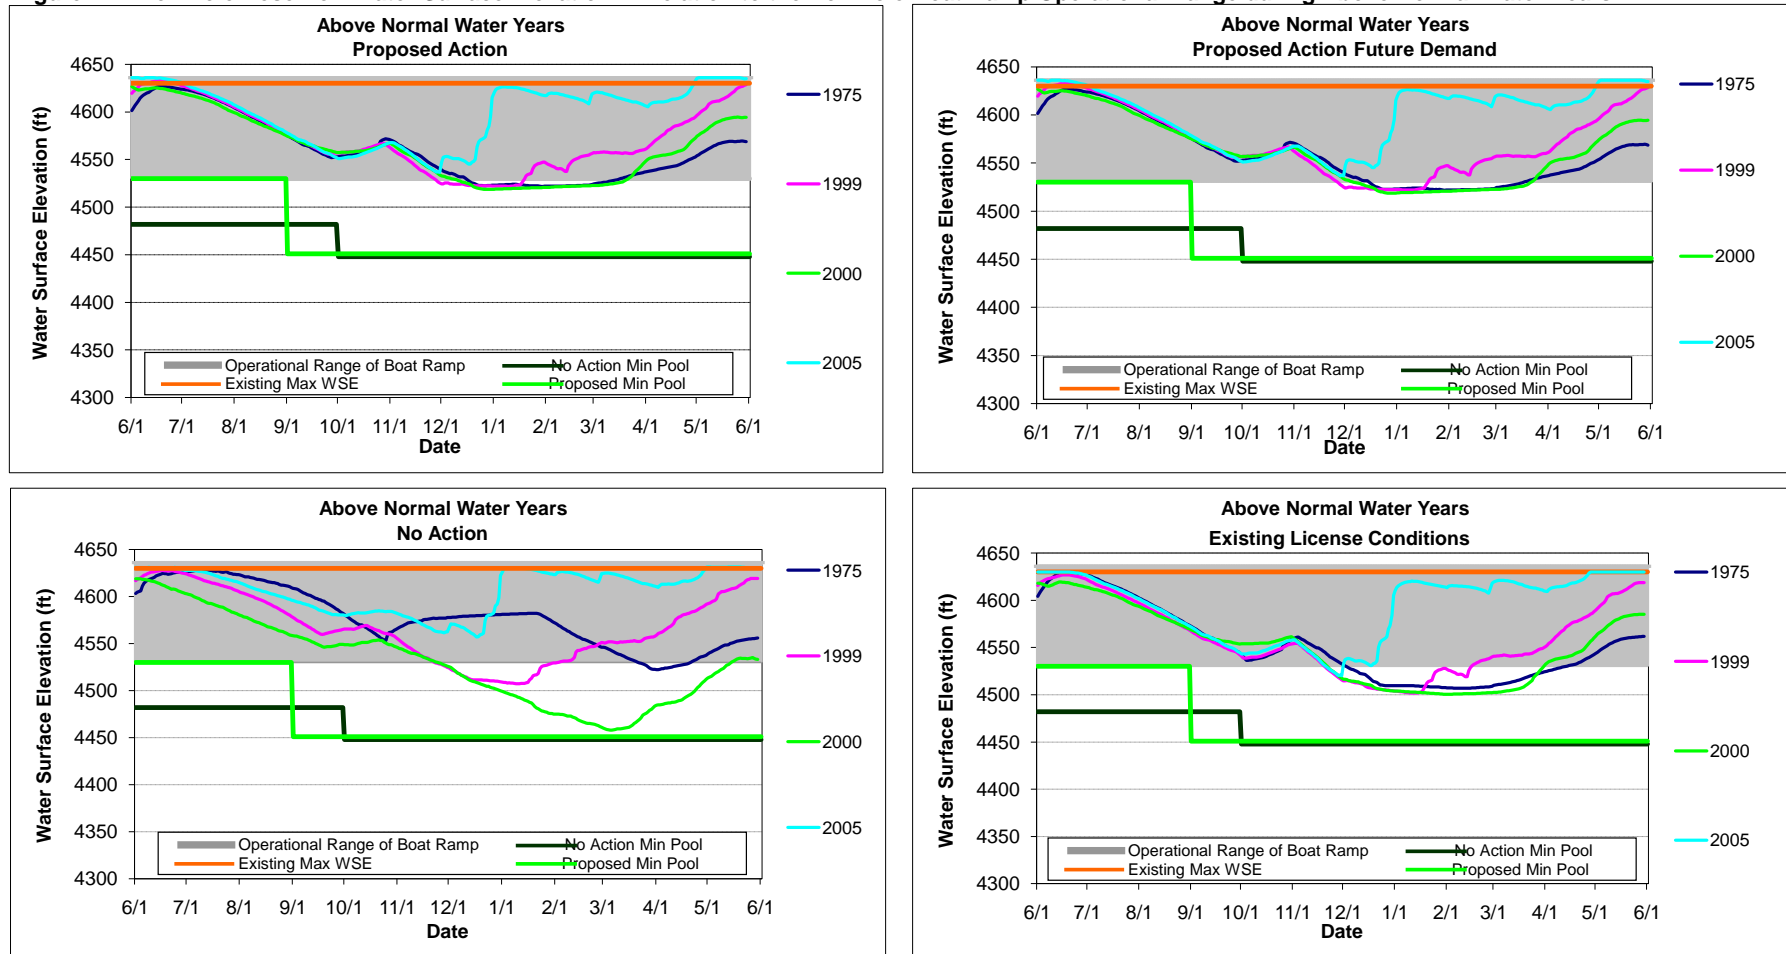 Above Normal Water Years
Proposed Action
Water Surface Elevation (ft)
4650
4600
4550
4500
4450
4400
4350
4300
6/1 7/1 8/1 9/1 10/1 11/1 12/1 1/1 2/1 3/1 4/1 5/1 6/1
Date
Operational Range of Boat Ramp
No Action Min Pool
Existing Max WSE
Proposed Min Pool
1975
1999
2000
2005
Above Normal Water Years
Proposed Action Future Demand
Water Surface Elevation (ft)
4650
4600
4550
4500
4450
4400
4350
4300
6/1 7/1 8/1 9/1 10/1 11/1 12/1 1/1 2/1 3/1 4/1 5/1 6/1
Date
Operational Range of Boat Ramp
No Action Min Pool
Existing Max WSE
Proposed Min Pool
1975
1999
2000
2005
Above Normal Water Years
No Action
Water Surface Elevation (ft)
4650
4600
4550
4500
4450
4400
4350
4300
6/1 7/1 8/1 9/1 10/1 11/1 12/1 1/1 2/1 3/1 4/1 5/1 6/1
Date
Operational Range of Boat Ramp
No Action Min Pool
Existing Max WSE
Proposed Min Pool
1975
1999
2000
2005
Above Normal Water Years
Existing License Conditions
Water Surface Elevation (ft)
4650
4600
4550
4500
4450
4400
4350
4300
6/1 7/1 8/1 9/1 10/1 11/1 12/1 1/1 2/1 3/1 4/1 5/1 6/1
Date
Operational Range of Boat Ramp
No Action Min Pool
Existing Max WSE
Proposed Min Pool
1975
1999
2000
2005